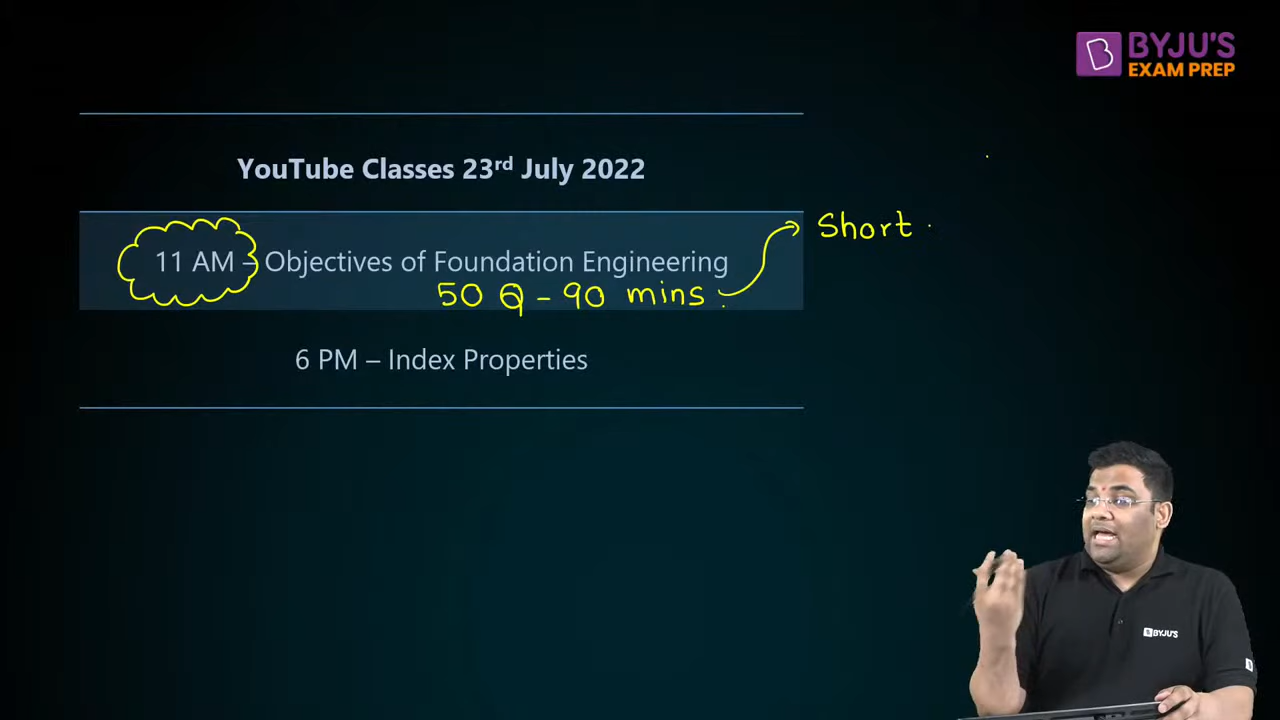 BYJU'S
EXAM PREP
YouTube Classes 23rd July 2022
Short
11 AM – Objectives of Foundation Engineering
50 Q - 90 mins
6 PM – Index Properties
BYJU'S